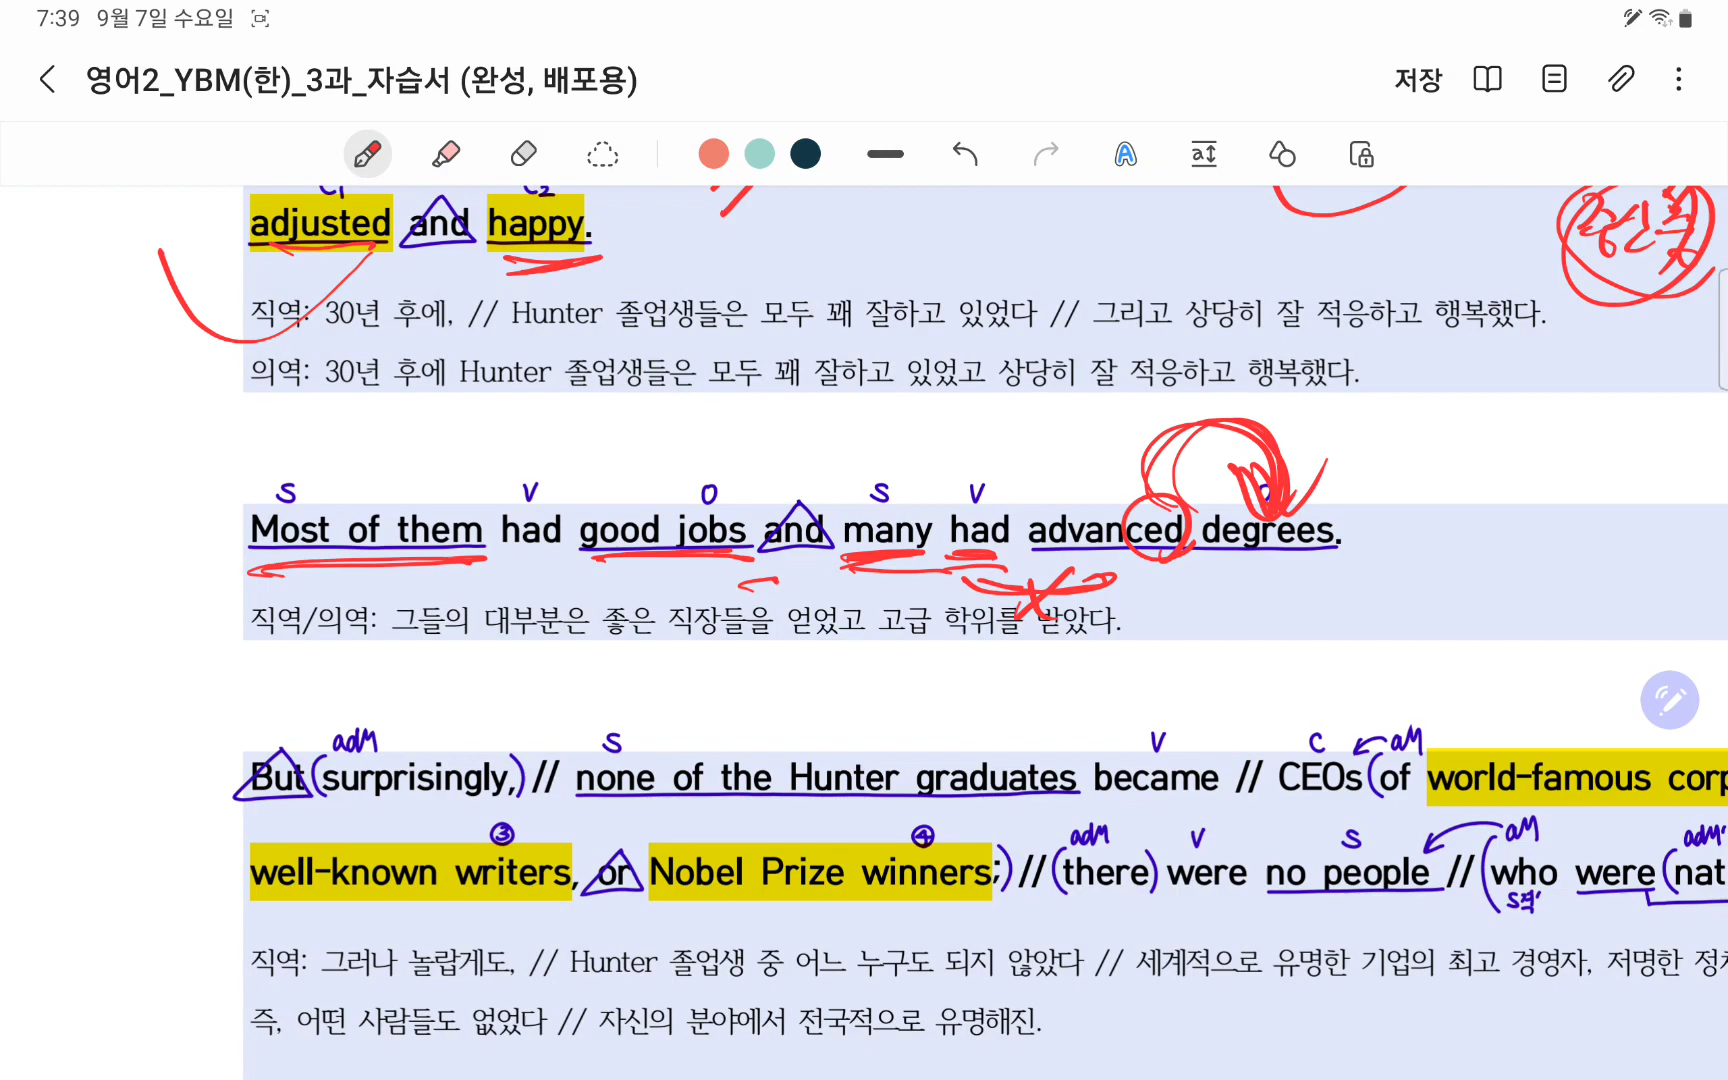 7:39 9월 7일 수요일
영어2_YBM(한)_3과_자습서 (완성, 배포용)
저장
C1 C2
adjusted and happy.
직역: 30년 후에, // Hunter 졸업생들은 모두 꽤 잘하고 있었다 // 그리고 상당히 잘 적응하고 행복했다.
의역: 30년 후에 Hunter 졸업생들은 모두 꽤 잘하고 있었고 상당히 잘 적응하고 행복했다.
S V O S V
Most of them had good jobs and many had advanced degrees.
직역/의역: 그들의 대부분은 좋은 직장들을 얻었고 고급 학위를 받았다.
adM S V C aM
But (surprisingly,) // none of the Hunter graduates became // CEOs (of world-famous corp
③ ④ adM V S aM adM'
well-known writers, or Nobel Prize winners;) // (there) were no people // (who were (nat
직역: 그러나 놀랍게도, // Hunter 졸업생 중 어느 누구도 되지 않았다 // 세계적으로 유명한 기업의 최고 경영자, 저명한
즉, 어떤 사람들도 없었다 // 자신의 분야에서 전국적으로 유명해진.